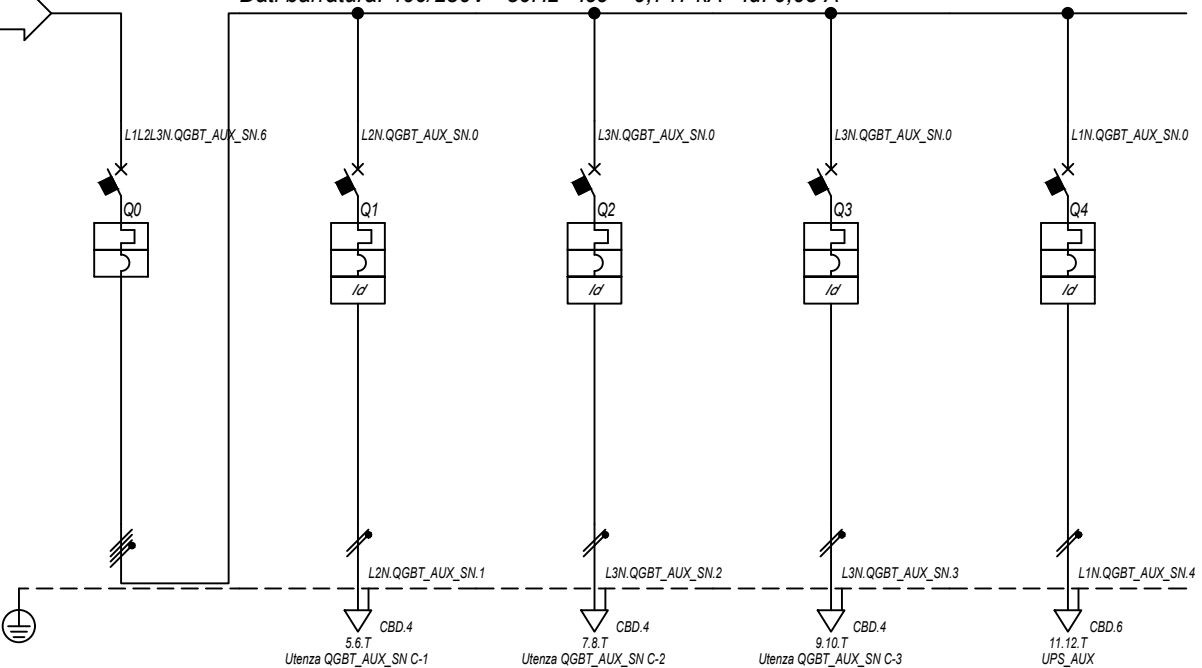 L1L2L3N.QGBT_AUX_SN.6
L2N.QGBT_AUX_SN.0
L3N.QGBT_AUX_SN.0
L3N.QGBT_AUX_SN.0
L1N.QGBT_AUX_SN.0
Q0
Q1
Q2
Q3
Q4
Id
Id
Id
Id
L2N.QGBT_AUX_SN.1
L3N.QGBT_AUX_SN.2
L3N.QGBT_AUX_SN.3
L1N.QGBT_AUX_SN.4
CBD.4
CBD.4
CBD.4
CBD.6
5.6.T
7.8.T
9.10.T
11.12.T
Utenza QGBT_AUX_SN C-1
Utenza QGBT_AUX_SN C-2
Utenza QGBT_AUX_SN C-3
UPS_AUX